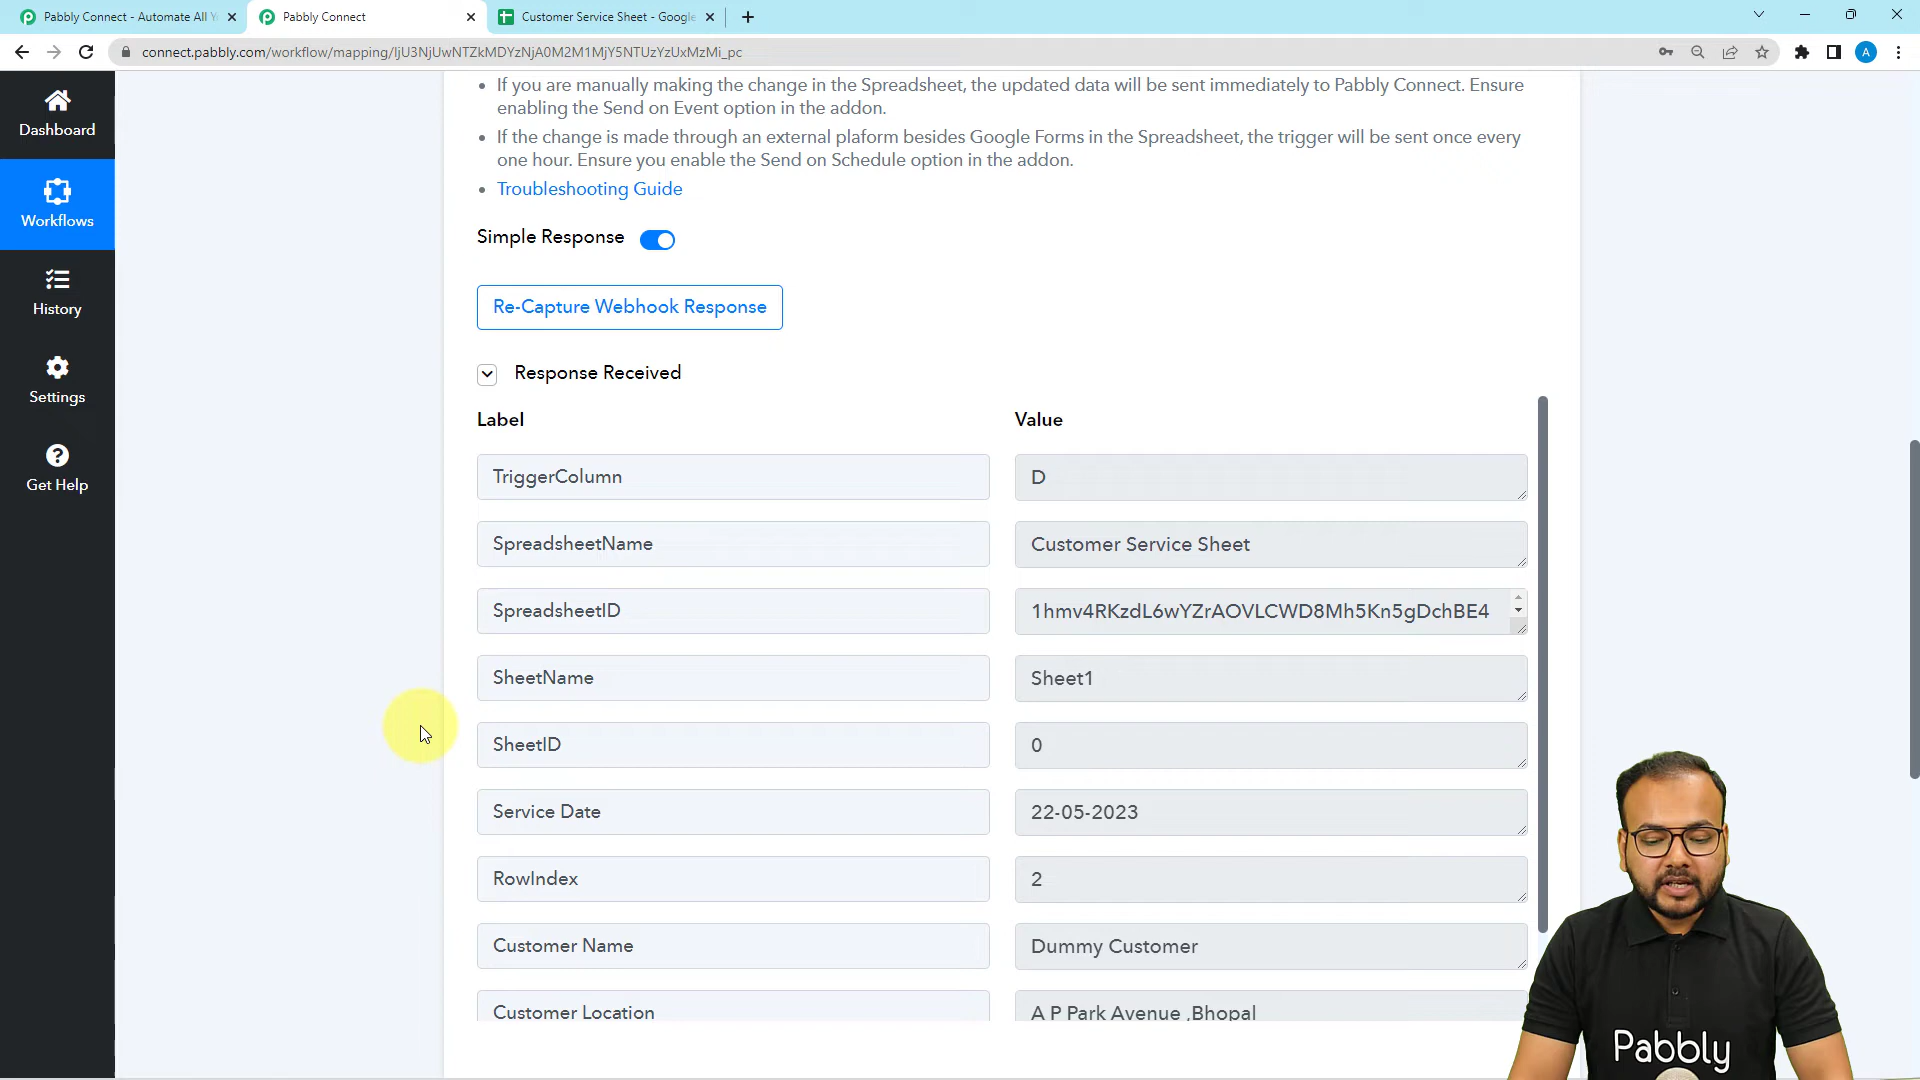 Pabbly Connect - Automate All Y
Pabbly Connect
Customer Service Sheet - Google
connect.pabbly.com/workflow/mapping/IjU3NjUwNTZkMDYzNjA0M2M1MjY5NTUzYzUxMzMi_pc
A
Dashboard
Workflows
History
Settings
Get Help
If you are manually making the change in the Spreadsheet, the updated data will be sent immediately to Pabbly Connect. Ensure
enabling the Send on Event option in the addon.
If the change is made through an external plaform besides Google Forms in the Spreadsheet, the trigger will be sent once every
one hour. Ensure you enable the Send on Schedule option in the addon.
Troubleshooting Guide
Simple Response
Re-Capture Webhook Response
Response Received
Label Value
TriggerColumn D
SpreadsheetName Customer Service Sheet
SpreadsheetID 1hmv4RKzdL6wYZrAOVLCWD8Mh5Kn5gDchBE4
SheetName Sheet1
SheetID 0
Service Date 22-05-2023
RowIndex 2
Customer Name Dummy Customer
Customer Location A P Park Avenue ,Bhopal
Pabbly